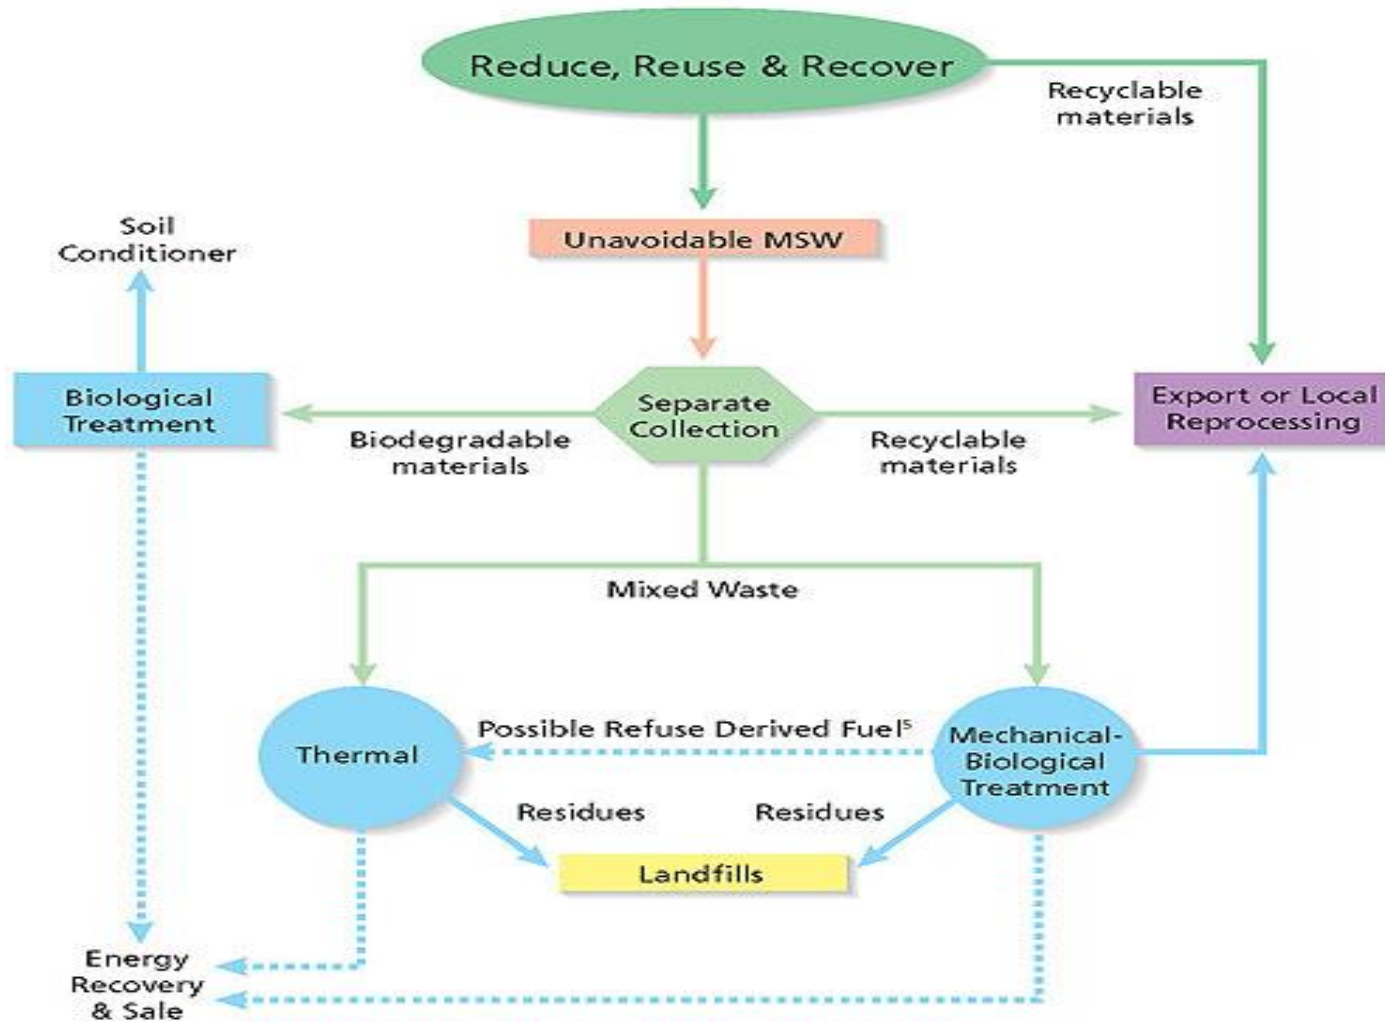 Reduce, Reuse & Recover
Recyclable
materials
Unavoidable MSW
Soil
Conditioner
Biological
Treatment
Separate
Collection
Export or Local
Reprocessing
Biodegradable
materials
Recyclable
materials
Mixed Waste
Thermal
Possible Refuse Derived Fuel⁵
Mechanical-
Biological
Treatment
Residues
Residues
Landfills
Energy
Recovery
& Sale